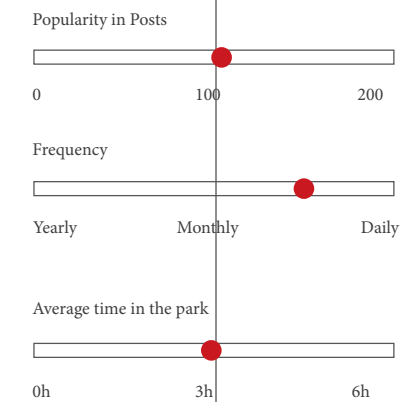 Popularity in Posts
0 100 200
Frequency
Yearly Monthly Daily
Average time in the park
0h 3h 6h